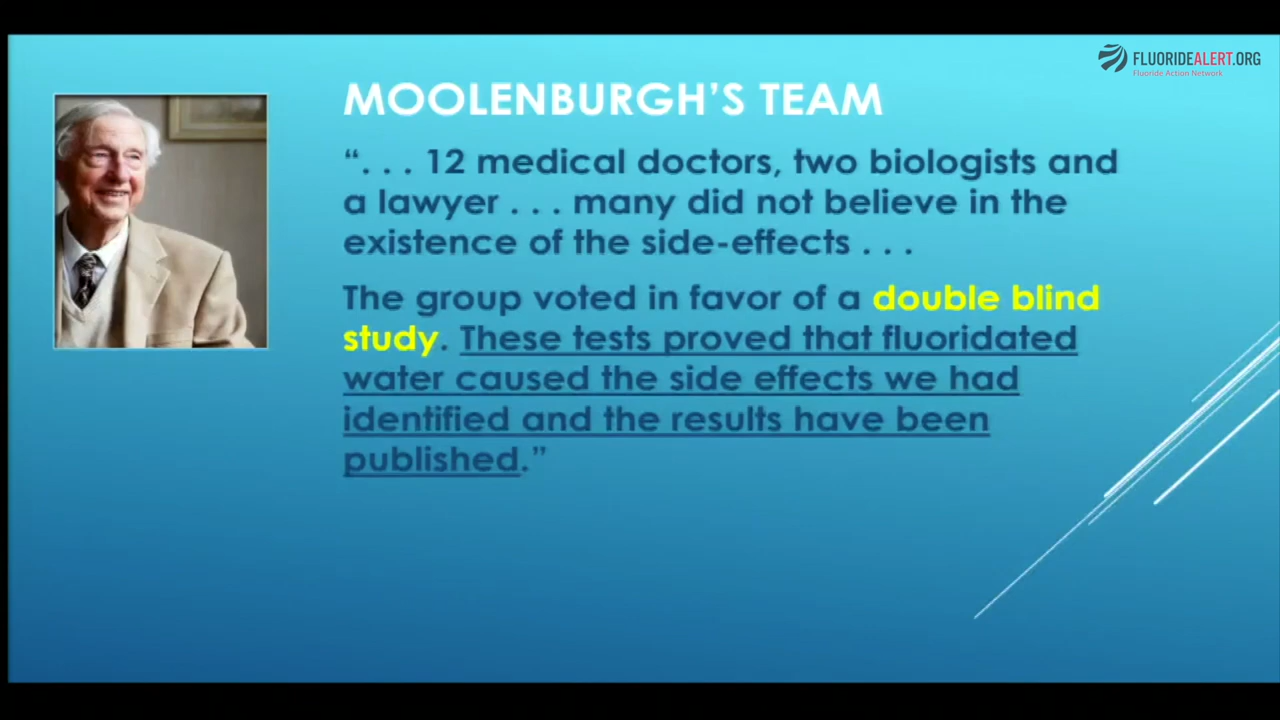 FLUORIDEALERT.ORG
Fluoride Action Network
MOOLENBURGH'S TEAM
“. . . 12 medical doctors, two biologists and
a lawyer . . . many did not believe in the
existence of the side-effects . . .
The group voted in favor of a double blind
study. These tests proved that fluoridated
water caused the side effects we had
identified and the results have been
published.”